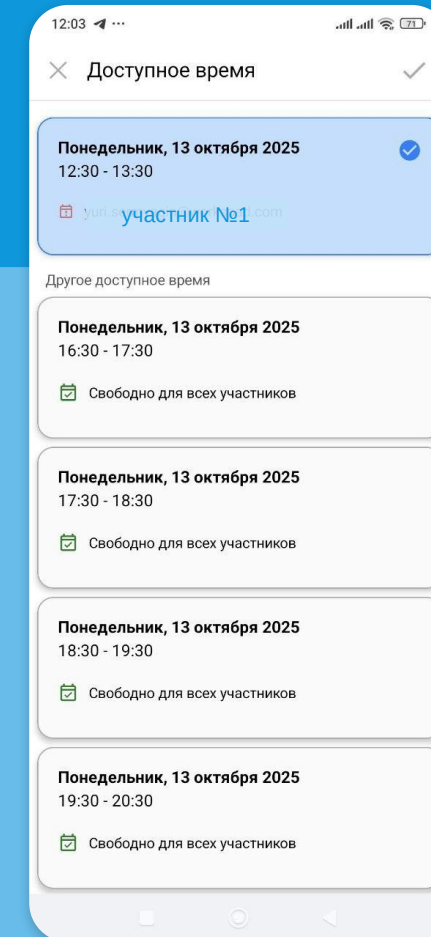 12:03
71
Доступное время
Понедельник, 13 октября 2025
12:30 - 13:30
участник №1
Другое доступное время
Понедельник, 13 октября 2025
16:30 - 17:30
Свободно для всех участников
Понедельник, 13 октября 2025
17:30 - 18:30
Свободно для всех участников
Понедельник, 13 октября 2025
18:30 - 19:30
Свободно для всех участников
Понедельник, 13 октября 2025
19:30 - 20:30
Свободно для всех участников